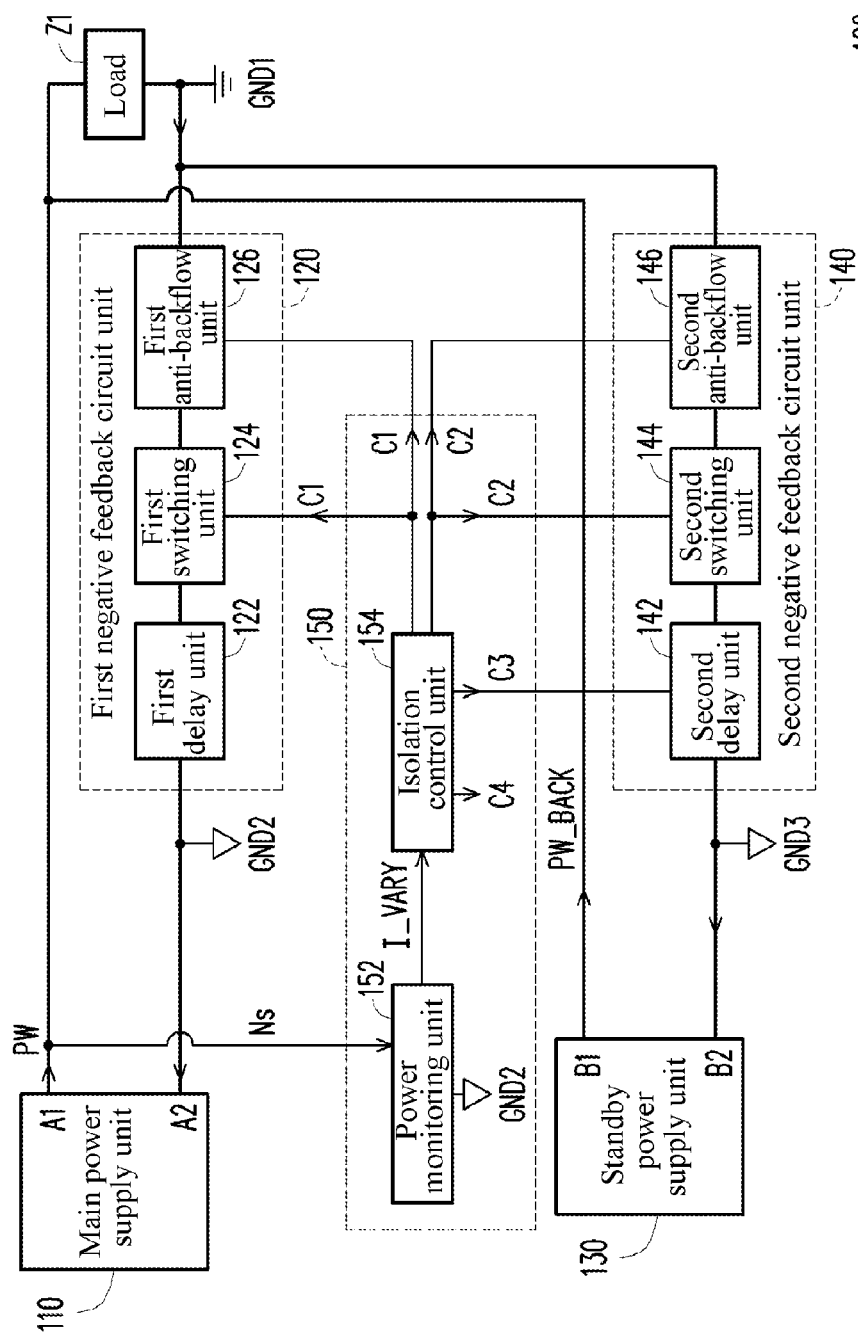 Z1
Load
GND1
First negative feedback circuit unit
120
First
anti-backflow
unit
126
First
switching
unit
124
First
delay unit
122
GND2
PW
A1
A2
Main power
supply unit
110
Ns
C1
C1
C2
C2
150
154
Isolation
control unit
C3
C4
I_VARY
152
Power
monitoring unit
GND2
PW_BACK
B1
B2
Standby
power
supply unit
130
GND3
Second
delay unit
142
Second
switching
unit
144
Second
anti-backflow
unit
146
Second negative feedback circuit unit
140